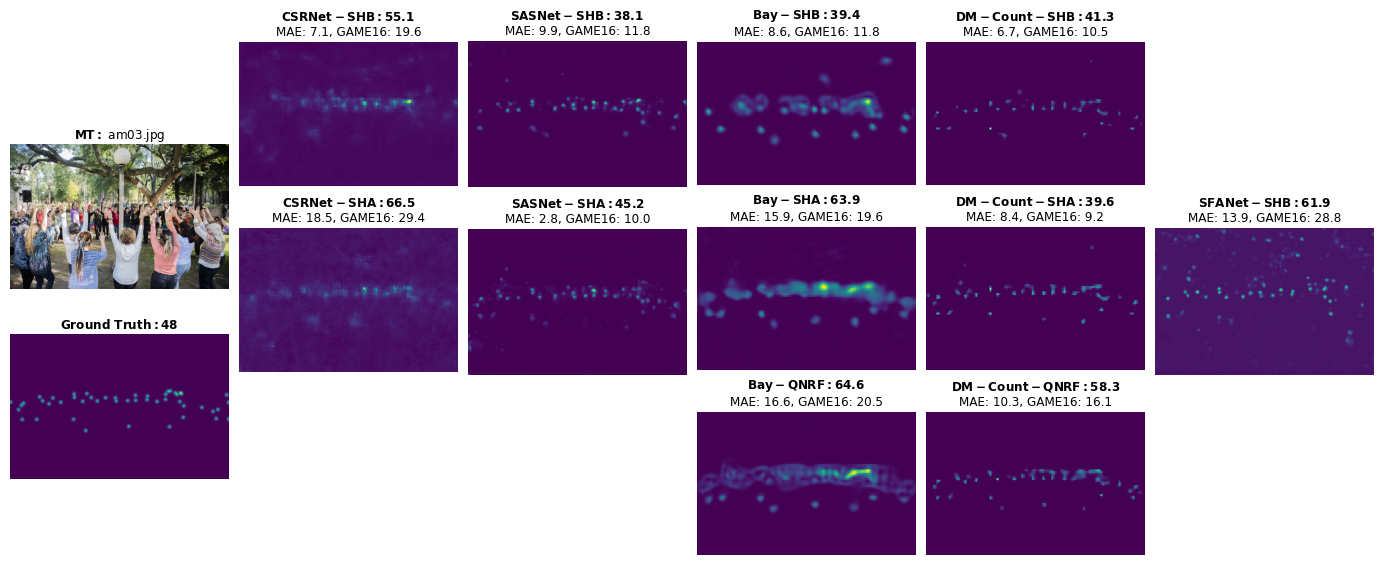 CSRNet − SHB : 55.1
MAE: 7.1, GAME16: 19.6
SASNet − SHB : 38.1
MAE: 9.9, GAME16: 11.8
Bay − SHB : 39.4
MAE: 8.6, GAME16: 11.8
DM − Count − SHB : 41.3
MAE: 6.7, GAME16: 10.5
MT : am03.jpg
CSRNet − SHA : 66.5
MAE: 18.5, GAME16: 29.4
SASNet − SHA : 45.2
MAE: 2.8, GAME16: 10.0
Bay − SHA : 63.9
MAE: 15.9, GAME16: 19.6
DM − Count − SHA : 39.6
MAE: 8.4, GAME16: 9.2
SFANet − SHB : 61.9
MAE: 13.9, GAME16: 28.8
Ground Truth : 48
Bay − QNRF : 64.6
MAE: 16.6, GAME16: 20.5
DM − Count − QNRF : 58.3
MAE: 10.3, GAME16: 16.1